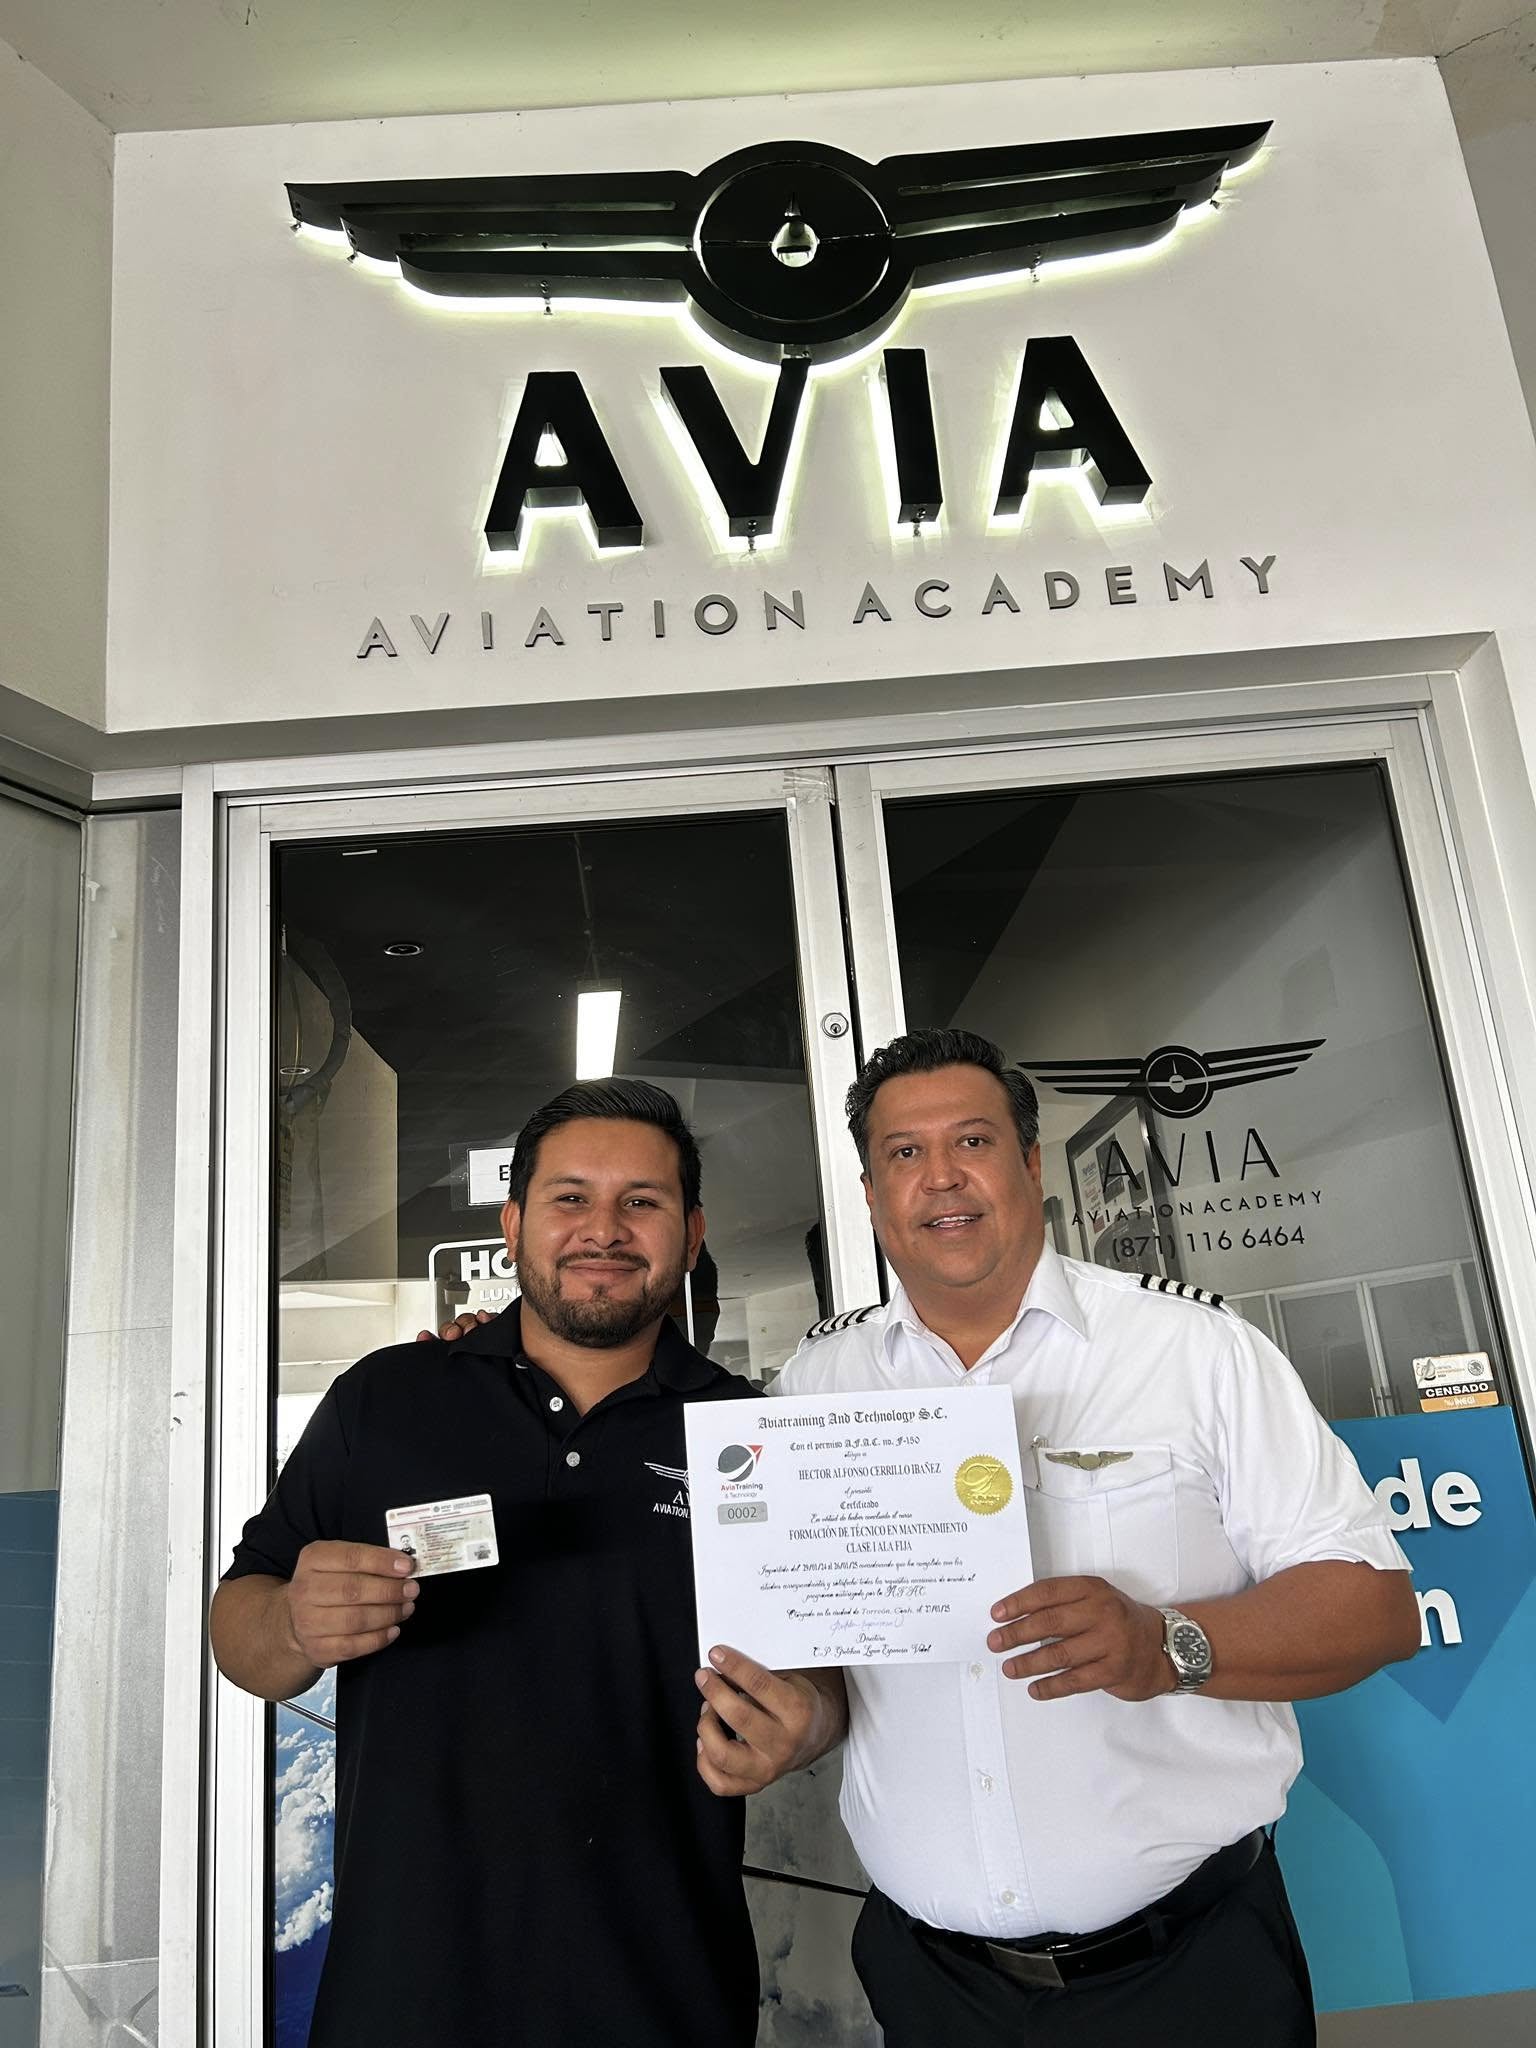 AVIA
AVIATION ACADEMY
AVIA
AVIATION ACADEMY
(871) 116 6464
CENSADO
INEGI
de
n
E
HO
LUN
AVIATION
Aviatraining And Technology S.C.
Con el permiso A.F.A.C. no. F-150
otorga a
HECTOR ALFONSO CERRILLO IBAÑEZ
el presente
Certificado
En virtud de haber concluido el curso
FORMACIÓN DE TÉCNICO EN MANTENIMIENTO
CLASE I ALA FIJA
Impartido del 29/01/24 al 26/01/25 considerando que ha cumplido con los
estudios correspondientes y satisfecho todos los requisitos necesarios de acuerdo al
programa autorizado por la A.F.A.C.
Otorgado en la ciudad de Torreón, Coah. el 27/01/25
Directora
C.P. Gretchen Espinosa Vidal
AviaTraining
& Technology
0002